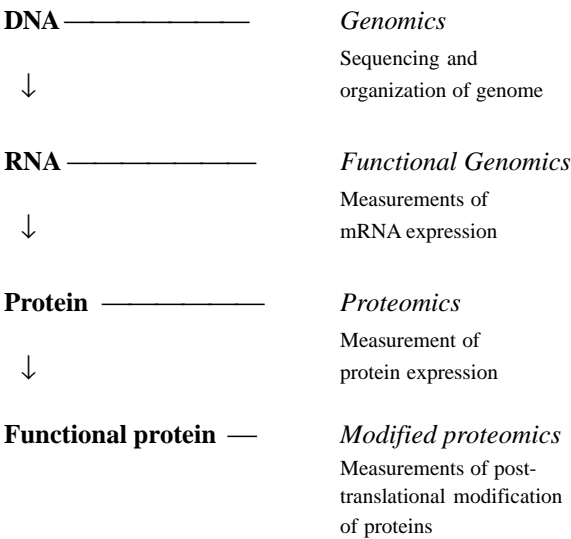 DNA Genomics
Sequencing and
↓ organization of genome
RNA Functional Genomics
Measurements of
↓ mRNA expression
Protein Proteomics
Measurement of
↓ protein expression
Functional protein — Modified proteomics
Measurements of post-
translational modification
of proteins